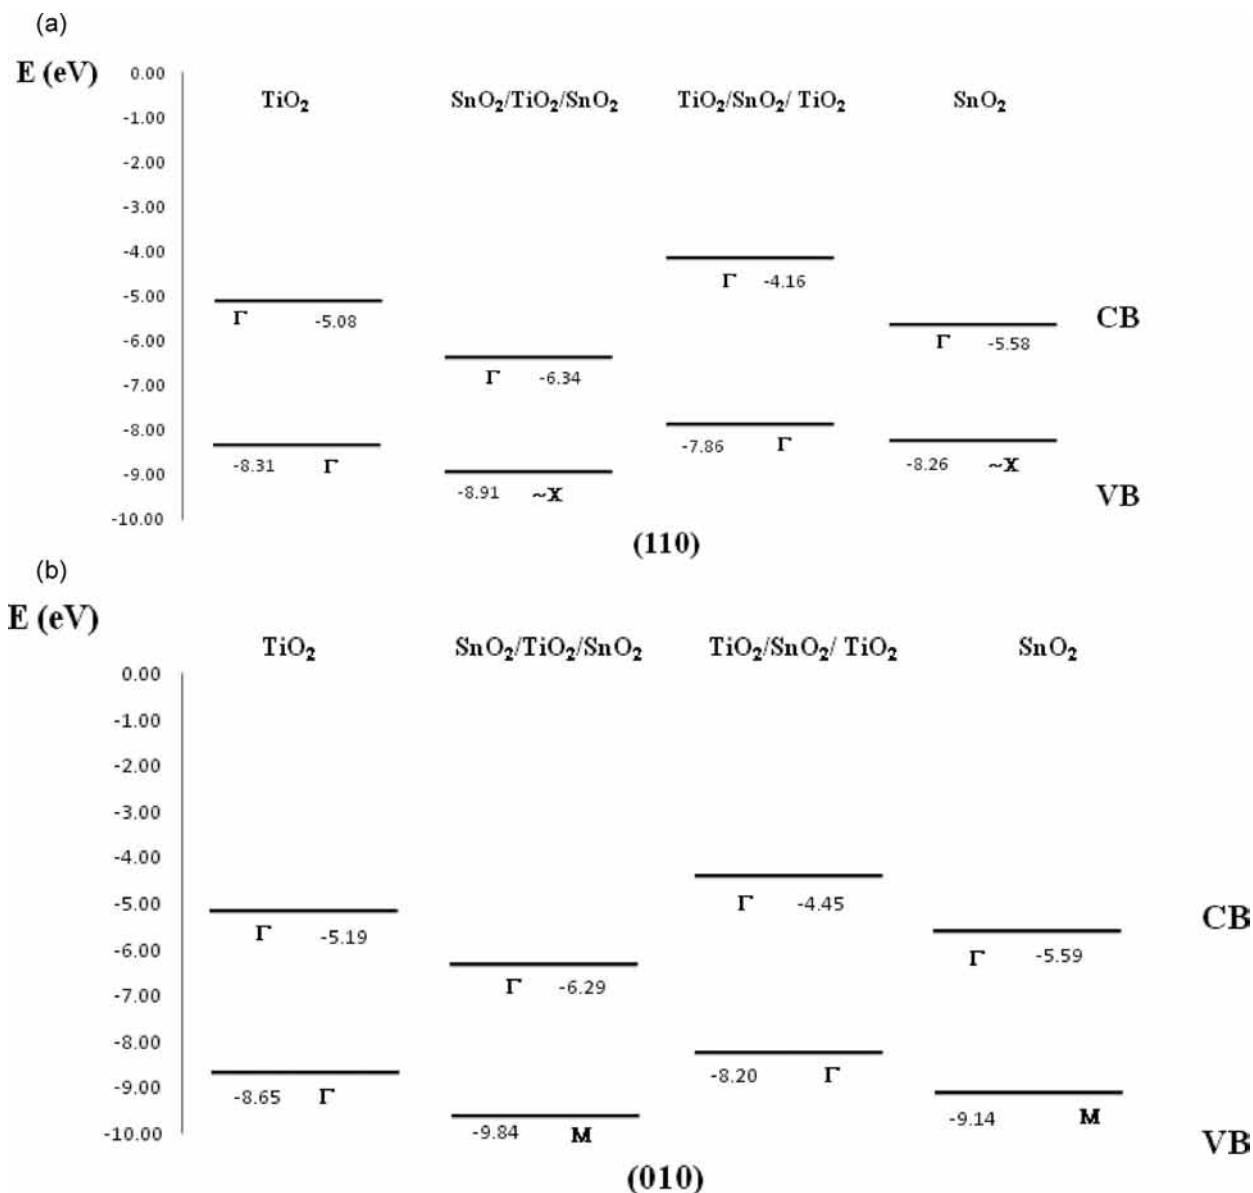 (a)
E (eV)
0.00
TiO₂ SnO₂/TiO₂/SnO₂ TiO₂/SnO₂/ TiO₂ SnO₂
-1.00
-2.00
-3.00
-4.00
Γ -4.16
-5.00
Γ -5.08
CB
Γ -5.58
-6.00
Γ -6.34
-7.00
-8.00
-7.86 Γ
-8.31 Γ
-8.26 ~X
-9.00
-8.91 ~X
VB
-10.00
(110)
(b)
E (eV)
TiO₂ SnO₂/TiO₂/SnO₂ TiO₂/SnO₂/ TiO₂ SnO₂
0.00
-1.00
-2.00
-3.00
-4.00
-5.00
Γ -4.45
CB
Γ -5.19
Γ -5.59
-6.00
Γ -6.29
-7.00
-8.00
-8.20 Γ
-9.00
-8.65 Γ
-9.14 M
-10.00
-9.84 M
VB
(010)